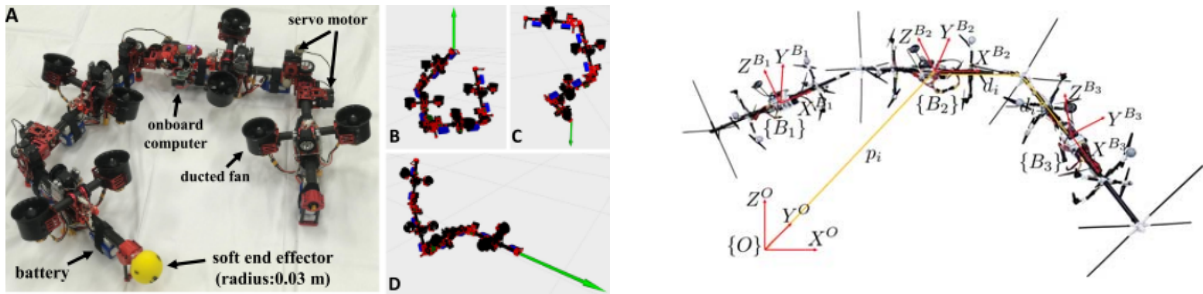 A
servo motor
onboard
computer
ducted fan
battery
soft end effector
(radius:0.03 m)
B
C
D
Z^{B_1}
Y^{B_1}
X^{B_1}
{B_1}
Z^{B_2}
Y^{B_2}
X^{B_2}
d_i
{B_2}
Z^{B_3}
Y^{B_3}
X^{B_3}
{B_3}
p_i
Z^O
Y^O
{O}
X^O